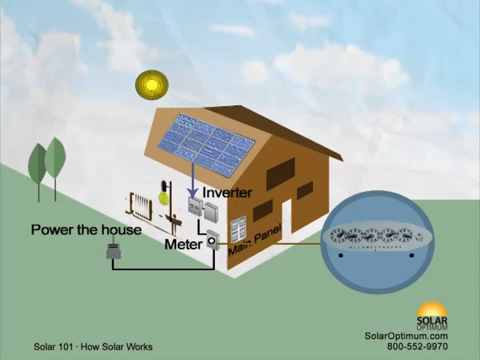 Inverter
Power the house
Meter
Main Panel
KILOWATTHOURS
SOLAR
OPTIMUM
SolarOptimum.com
800-552-9970
Solar 101 · How Solar Works